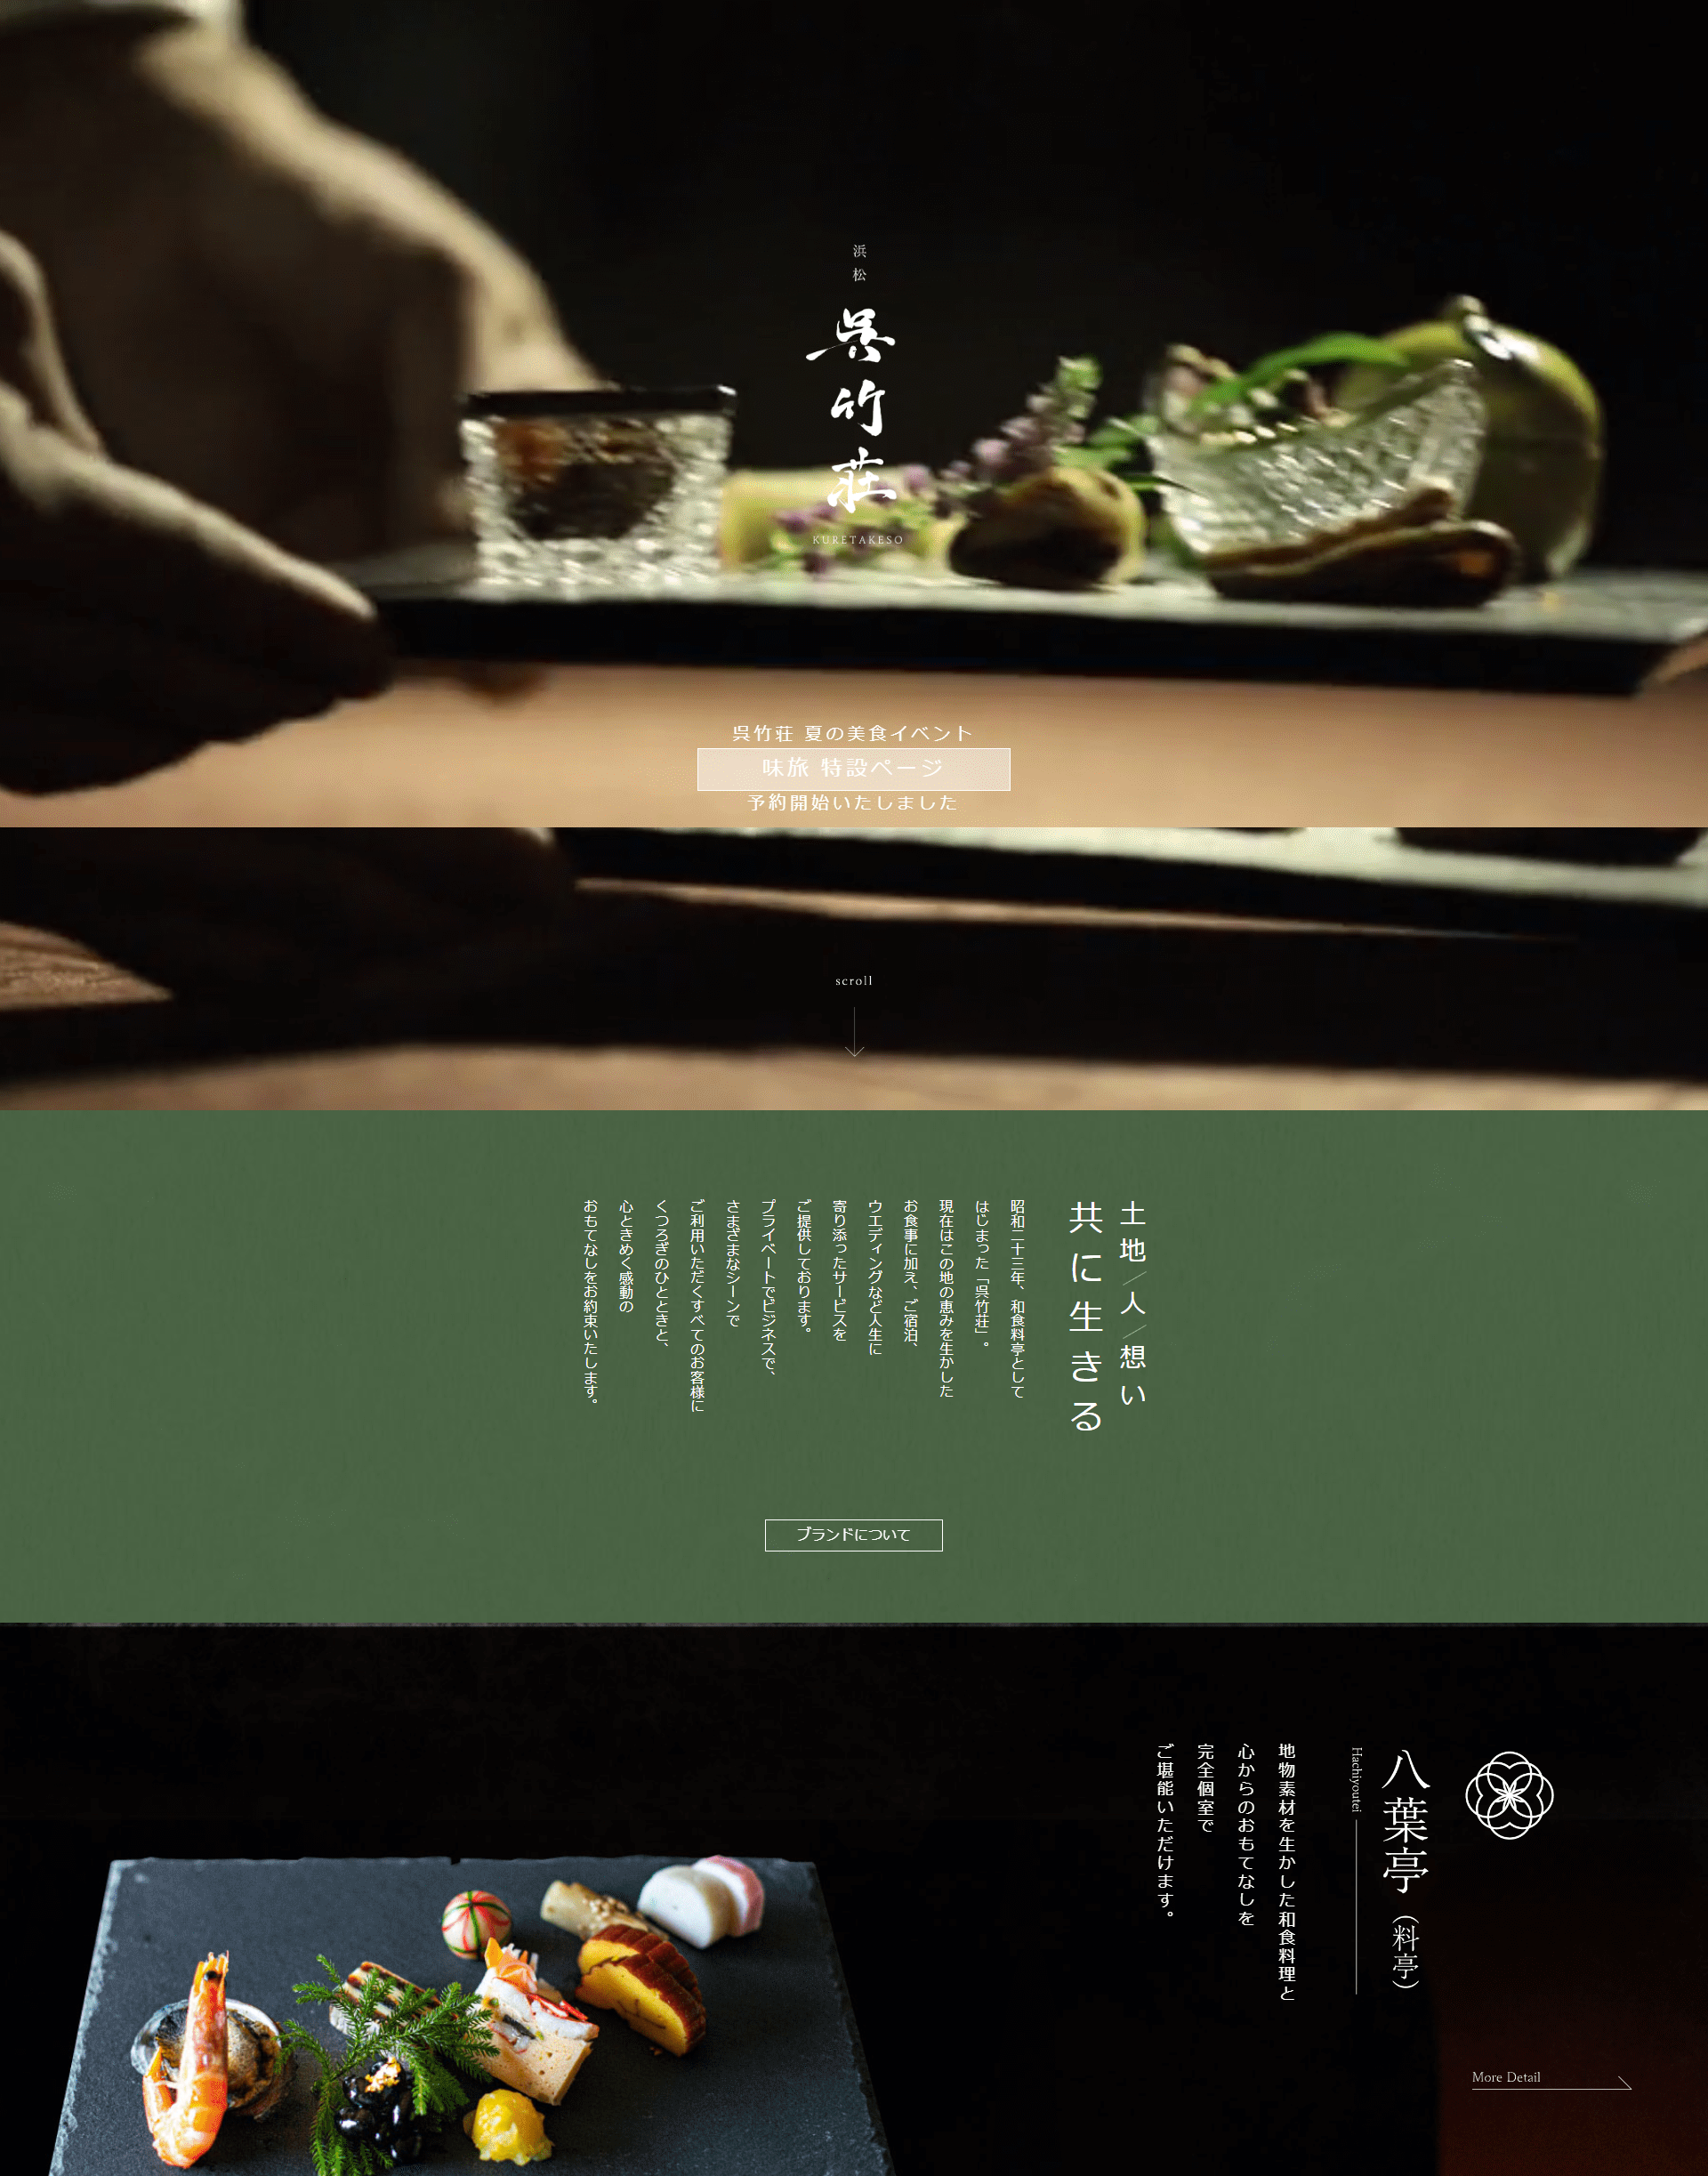 浜松
呉竹荘
KURETAKESO
呉竹荘 夏の美食イベント
味旅 特設ページ
予約開始いたしました
scroll
土地/人/想い
共に生きる
昭和二十三年、和食料亭として
はじまった「呉竹荘」。
現在はこの地の恵みを生かした
お食事に加え、ご宿泊、
ウエディングなど人生に
寄り添ったサービスを
ご提供しております。
プライベートでビジネスで、
さまざまなシーンで
ご利用いただくすべてのお客様に
くつろぎのひとときと、
心ときめく感動の
おもてなしをお約束いたします。
ブランドについて
八葉亭(料亭)
Hachiyoutei
地物素材を生かした和食料理と
心からのおもてなしを
完全個室で
ご堪能いただけます。
More Detail